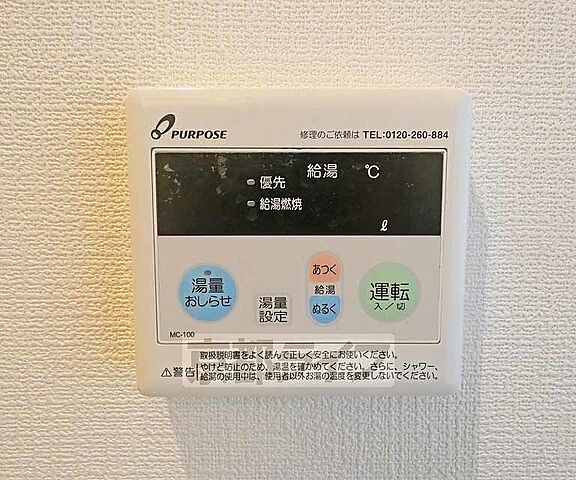 PURPOSE
修理のご依頼は TEL:0120-260-884
給湯 ℃
優先
給湯燃焼
ℓ
湯量
おしらせ
湯量
設定
あつく
給湯
ぬるく
運転
入/切
MC-100
京都ライフ
⚠警告
取扱説明書をよく読んで正しく安全にお使いください。
やけど防止のため、湯温を確かめてください。さらに、シャワー、
給湯の使用中は、使用者以外お湯の温度を変更しないでください。